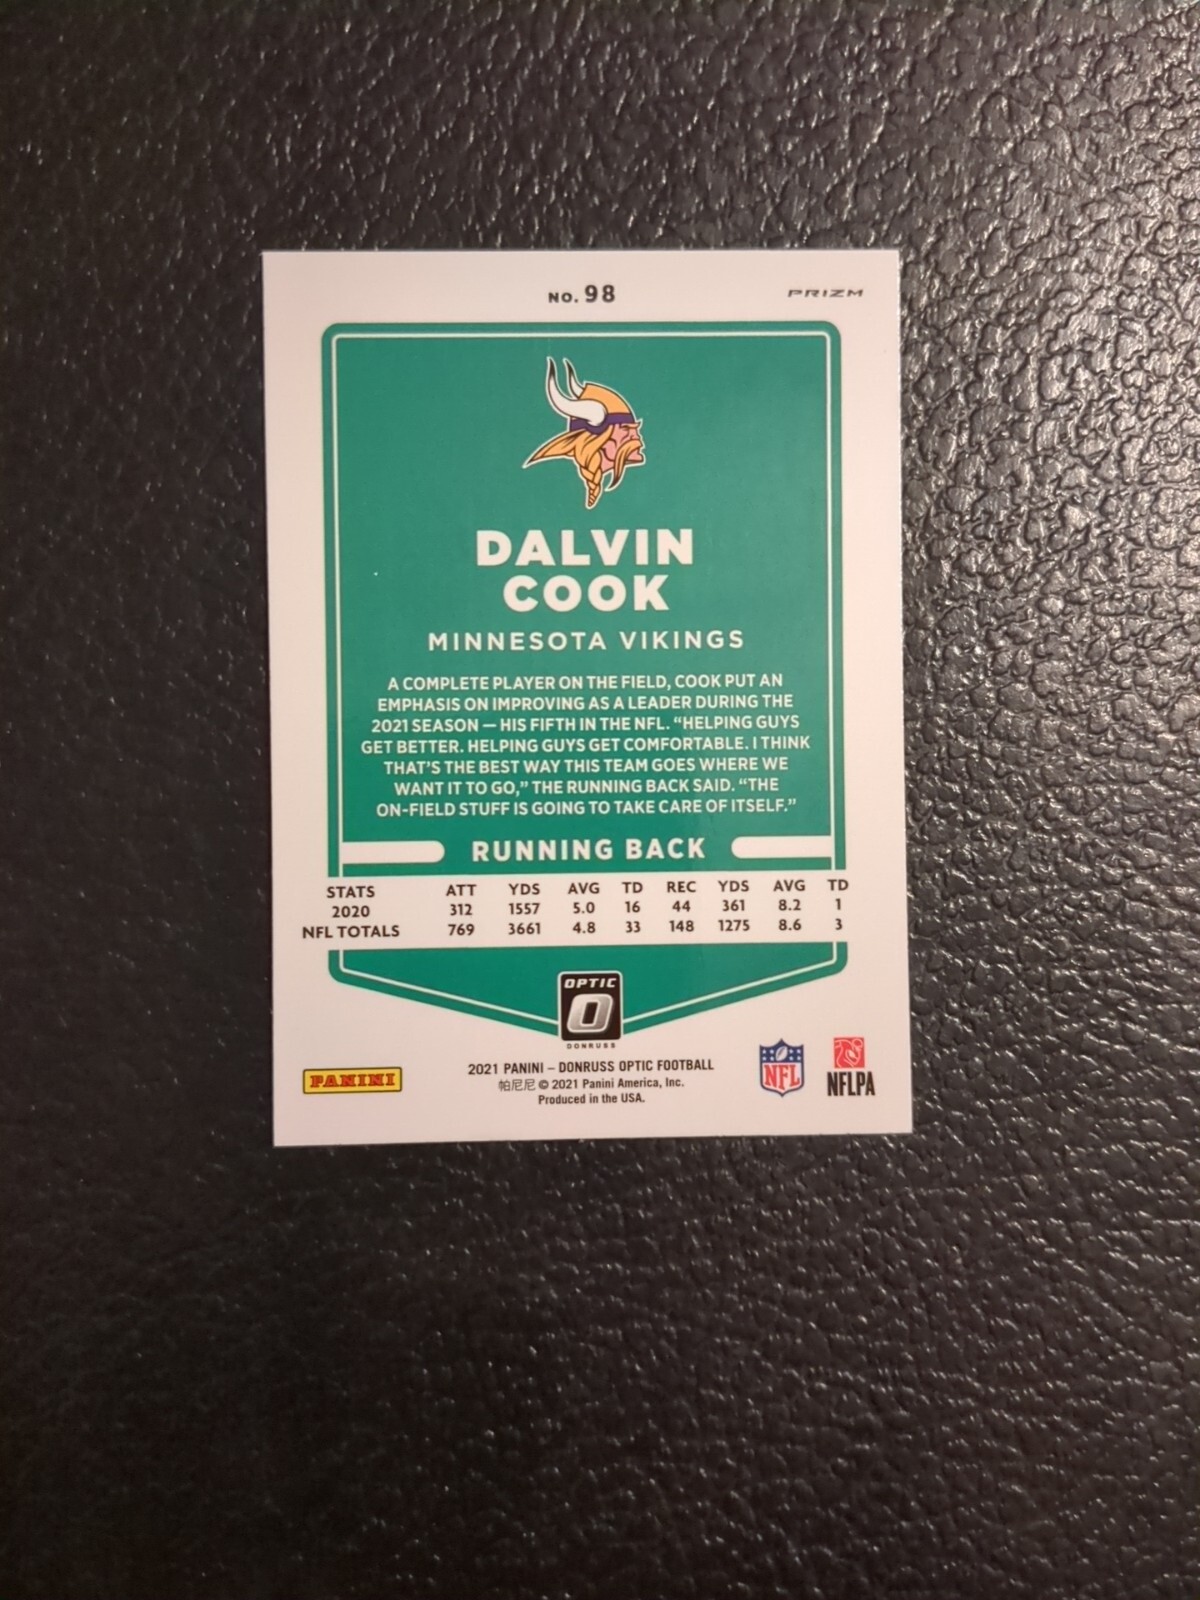 NO. 98
PRIZM
DALVIN
COOK
MINNESOTA VIKINGS
A COMPLETE PLAYER ON THE FIELD, COOK PUT AN
EMPHASIS ON IMPROVING AS A LEADER DURING THE
2021 SEASON — HIS FIFTH IN THE NFL. “HELPING GUYS
GET BETTER. HELPING GUYS GET COMFORTABLE. I THINK
THAT’S THE BEST WAY THIS TEAM GOES WHERE WE
WANT IT TO GO,” THE RUNNING BACK SAID. “THE
ON-FIELD STUFF IS GOING TO TAKE CARE OF ITSELF.”
RUNNING BACK
STATS ATT YDS AVG TD REC YDS AVG TD
2020 312 1557 5.0 16 44 361 8.2 1
NFL TOTALS 769 3661 4.8 33 148 1275 8.6 3
OPTIC
O
DONRUSS
PANINI
2021 PANINI – DONRUSS OPTIC FOOTBALL
帕尼尼 © 2021 Panini America, Inc.
Produced in the USA.
NFL
NFLPA